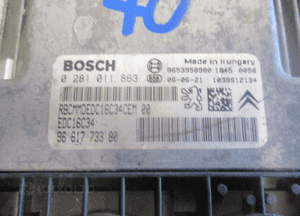 40
BOSCH
Made in Hungary
0 281 011 863
9653958980 1845 0058
06-06-21 1039S12134
RBCMMDEDC16C34CEM 00
EDC16C34
96 617 733 80